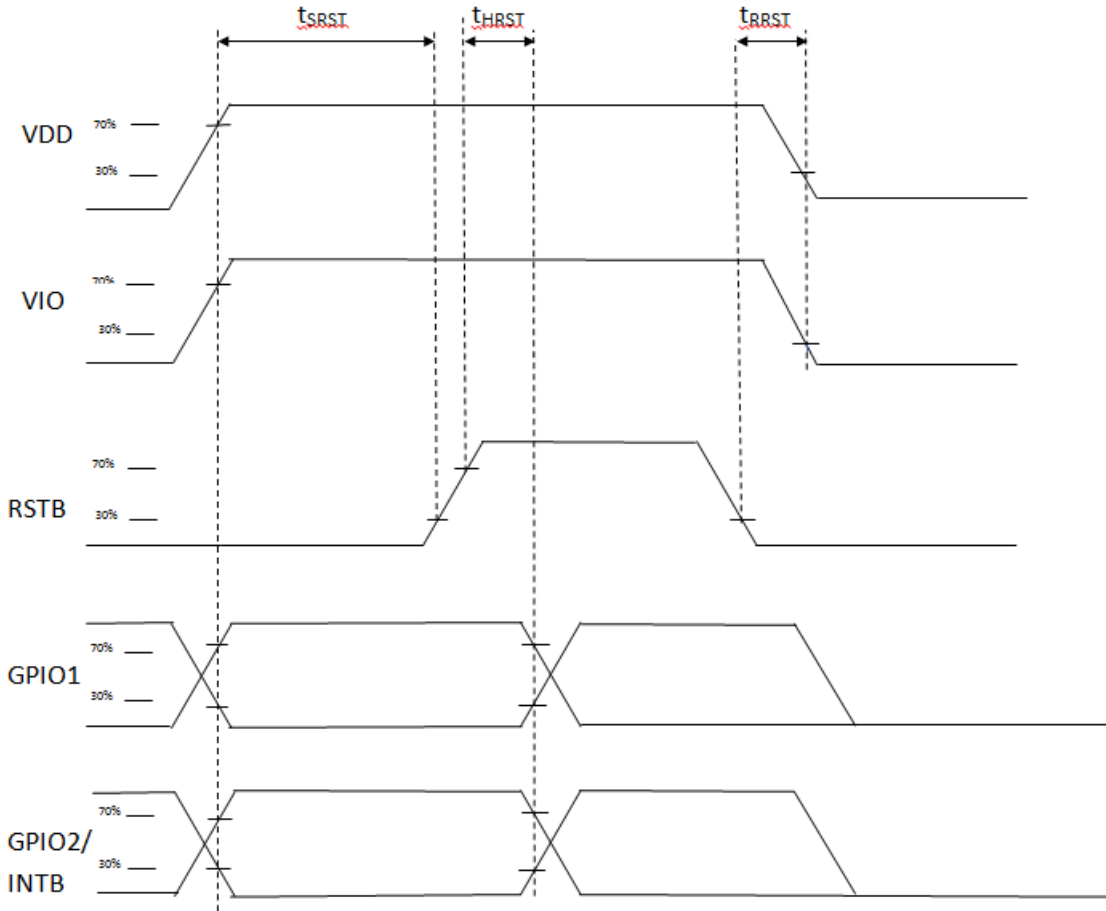 tSRST tHRST tRRST
VDD
70%
30%
VIO
70%
30%
RSTB
70%
30%
GPIO1
70%
30%
GPIO2/
INTB
70%
30%